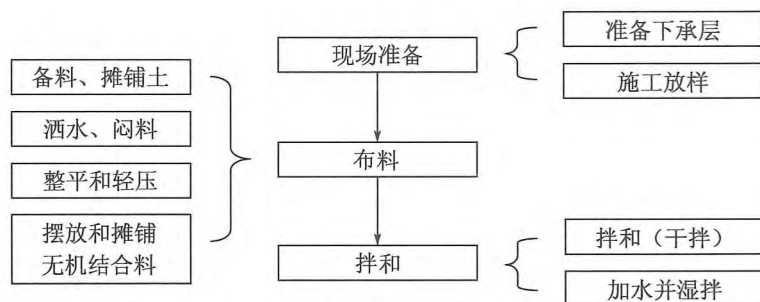 现场准备
准备下承层
施工放样
备料、摊铺土
洒水、闷料
整平和轻压
摆放和摊铺
无机结合料
布料
拌和
拌和（干拌）
加水并湿拌